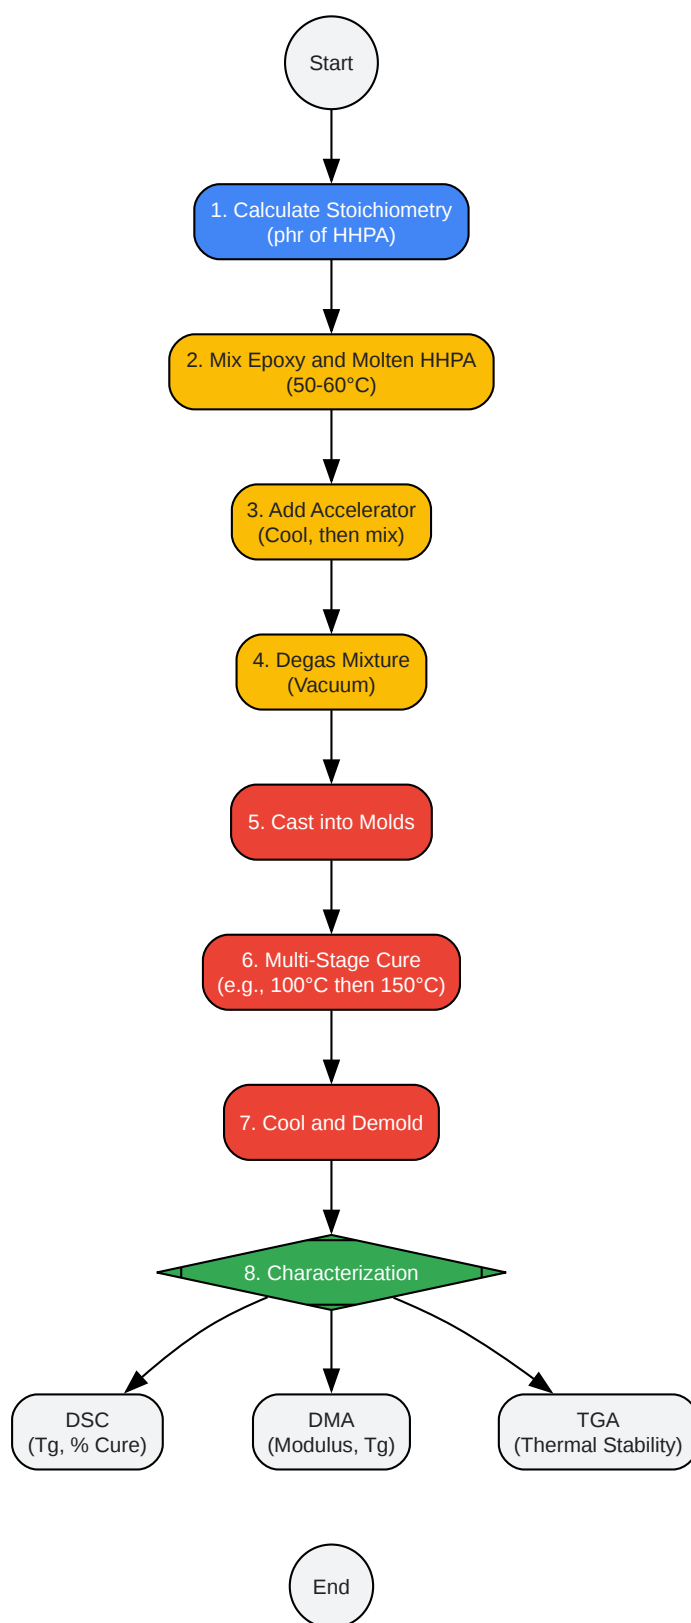 Start
1. Calculate Stoichiometry
(phr of HHPA)
2. Mix Epoxy and Molten HHPA
(50-60°C)
3. Add Accelerator
(Cool, then mix)
4. Degas Mixture
(Vacuum)
5. Cast into Molds
6. Multi-Stage Cure
(e.g., 100°C then 150°C)
7. Cool and Demold
8. Characterization
DSC
(Tg, % Cure)
DMA
(Modulus, Tg)
TGA
(Thermal Stability)
End